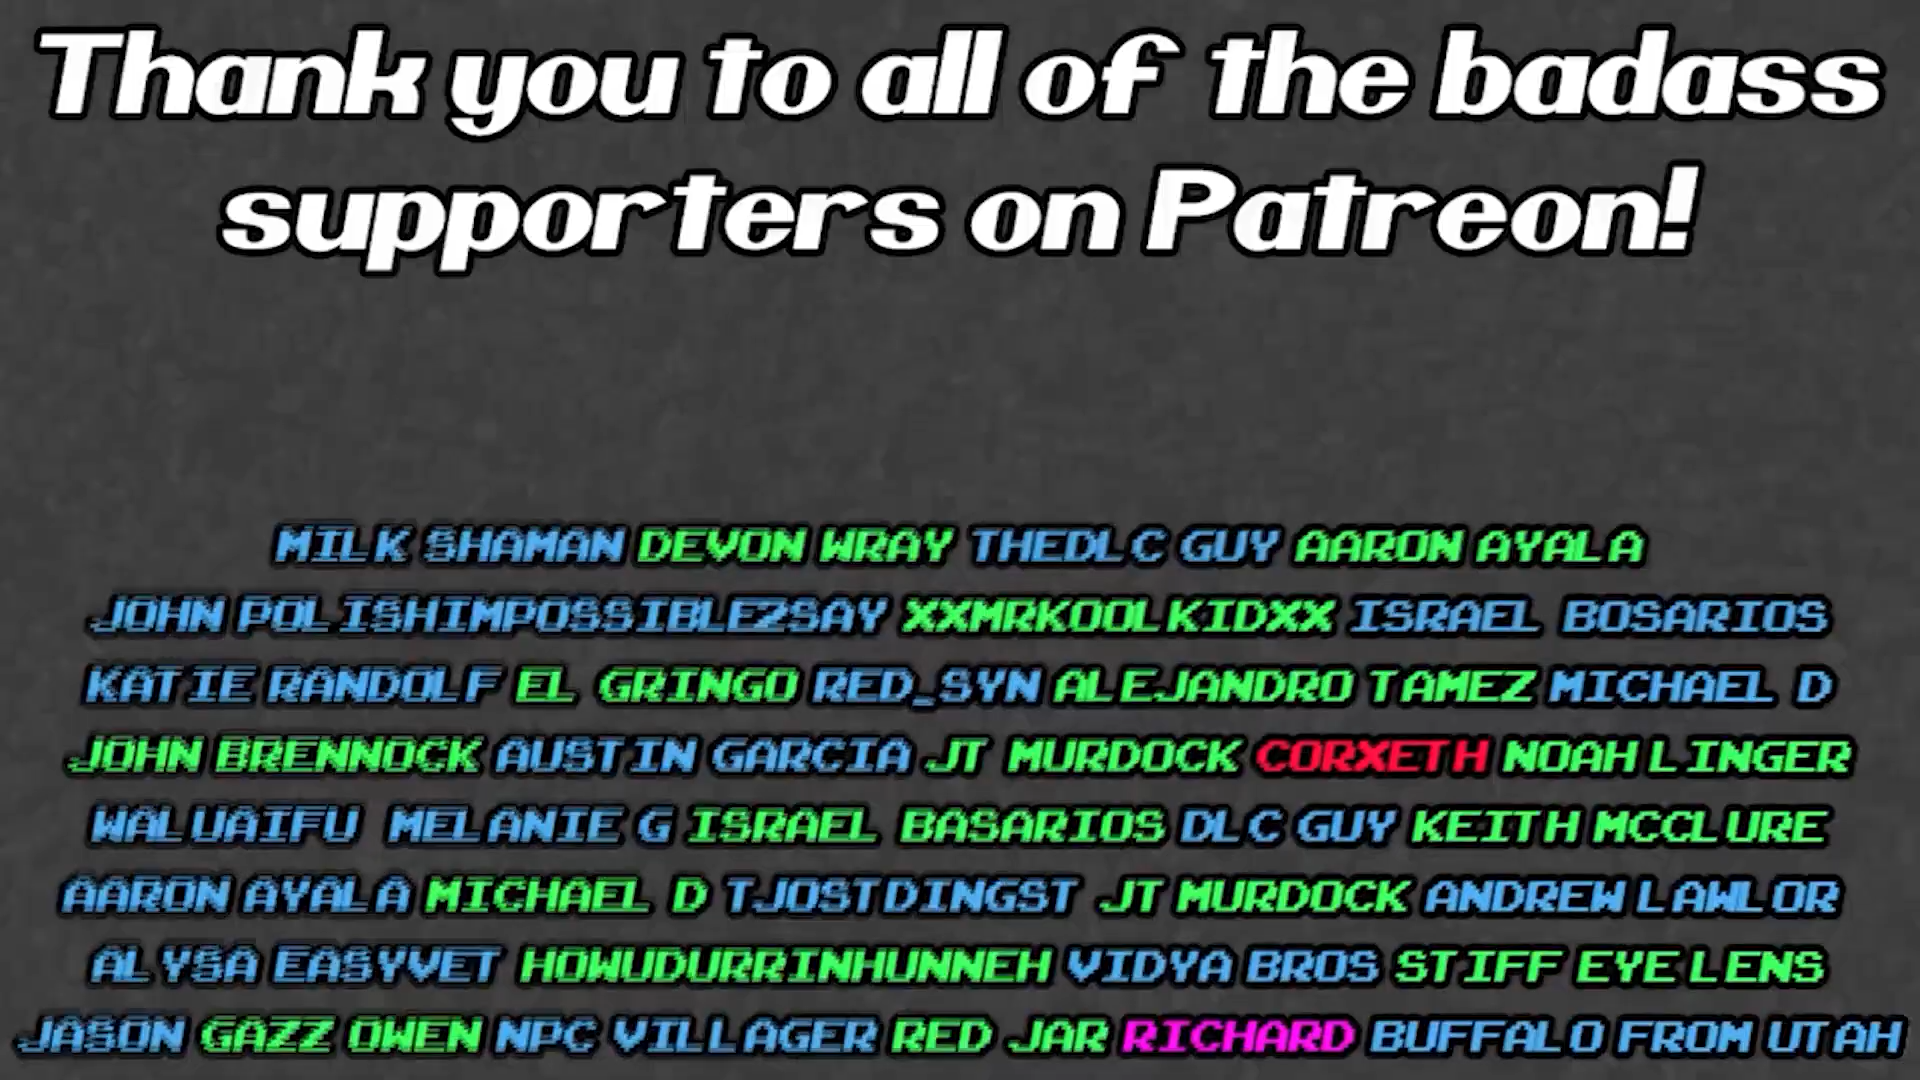 Thank you to all of the badass
supporters on Patreon!
MILK SHAMAN DEVON WRAY THEDLC GUY AARON AYALA
JOHN POLISHIMPOSSIBLE2SAY XXMRKOOLKIDXX ISRAEL BOSARIOS
KATIE RANDOLF EL GRINGO RED_SYN ALEJANDRO TAMEZ MICHAEL D
JOHN BRENNOCK AUSTIN GARCIA JT MURDOCK CORXETH NOAH LINGER
WALUAIFU MELANIE G ISRAEL BASARIOS DLC GUY KEITH MCCLURE
AARON AYALA MICHAEL D TJOSTDINGST JT MURDOCK ANDREW LAWLOR
ALYSA EASYVET HOWUDURRINHUNNEH VIDYA BROS STIFF EYE LENS
JASON GAZZ OWEN NPC VILLAGER RED JAR RICHARD BUFFALO FROM UTAH